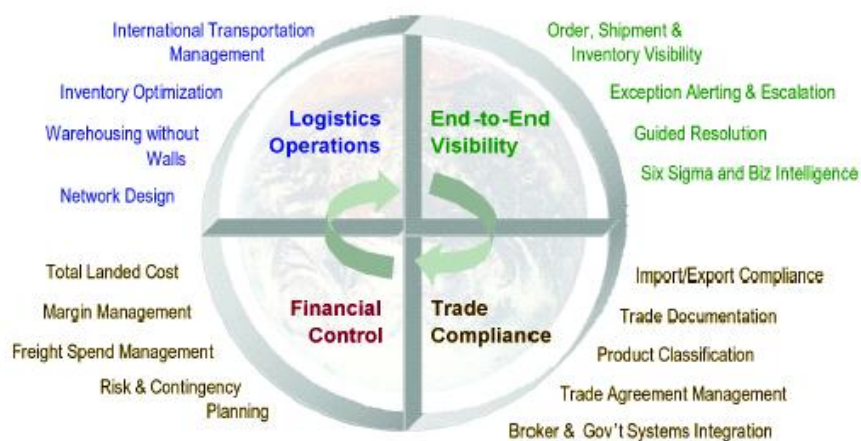 International Transportation
Management
Inventory Optimization
Warehousing without
Walls
Network Design
Logistics
Operations
Order, Shipment &
Inventory Visibility
Exception Alerting & Escalation
Guided Resolution
Six Sigma and Biz Intelligence
End-to-End
Visibility
Total Landed Cost
Margin Management
Freight Spend Management
Risk & Contingency
Planning
Financial
Control
Trade
Compliance
Import/Export Compliance
Trade Documentation
Product Classification
Trade Agreement Management
Broker & Gov't Systems Integration